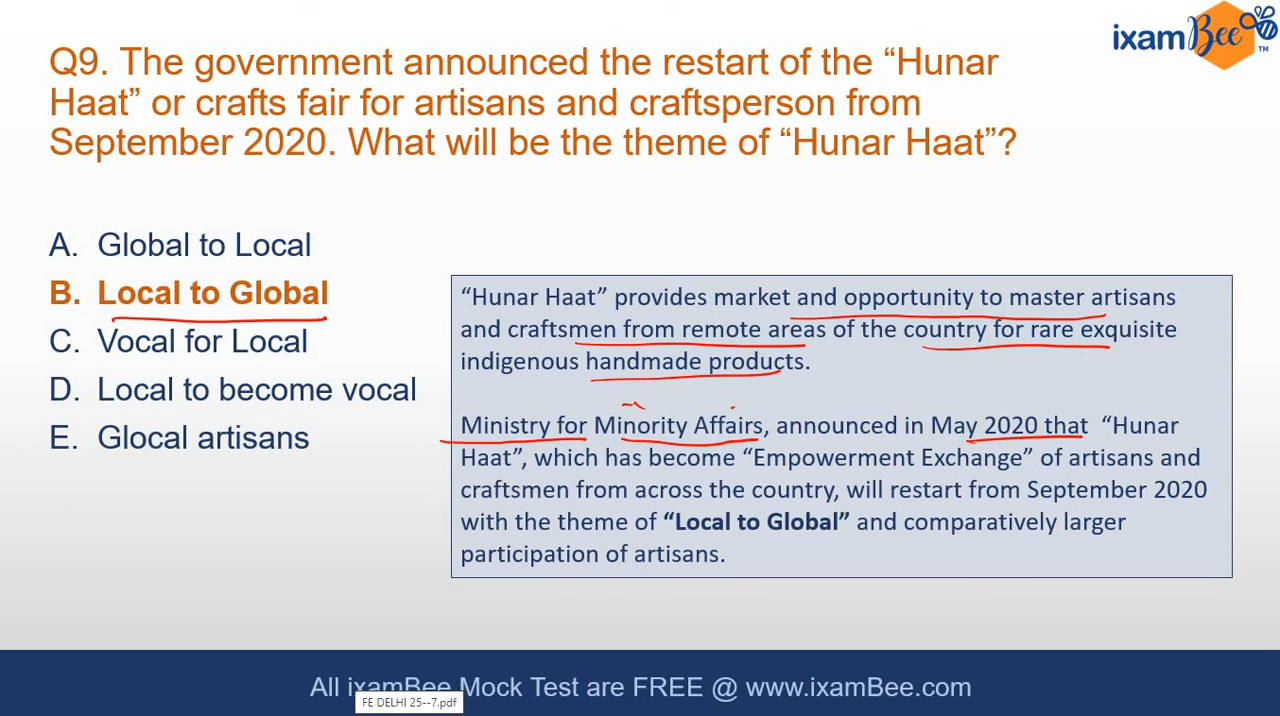 ixamBee
TM
Q9. The government announced the restart of the “Hunar
Haat” or crafts fair for artisans and craftsperson from
September 2020. What will be the theme of “Hunar Haat”?
A. Global to Local
B. Local to Global
C. Vocal for Local
D. Local to become vocal
E. Glocal artisans
“Hunar Haat” provides market and opportunity to master artisans
and craftsmen from remote areas of the country for rare exquisite
indigenous handmade products.
Ministry for Minority Affairs, announced in May 2020 that “Hunar
Haat”, which has become “Empowerment Exchange” of artisans and
craftsmen from across the country, will restart from September 2020
with the theme of “Local to Global” and comparatively larger
participation of artisans.
All ixamBee Mock Test are FREE @ www.ixamBee.com
FE DELHI 25--7.pdf